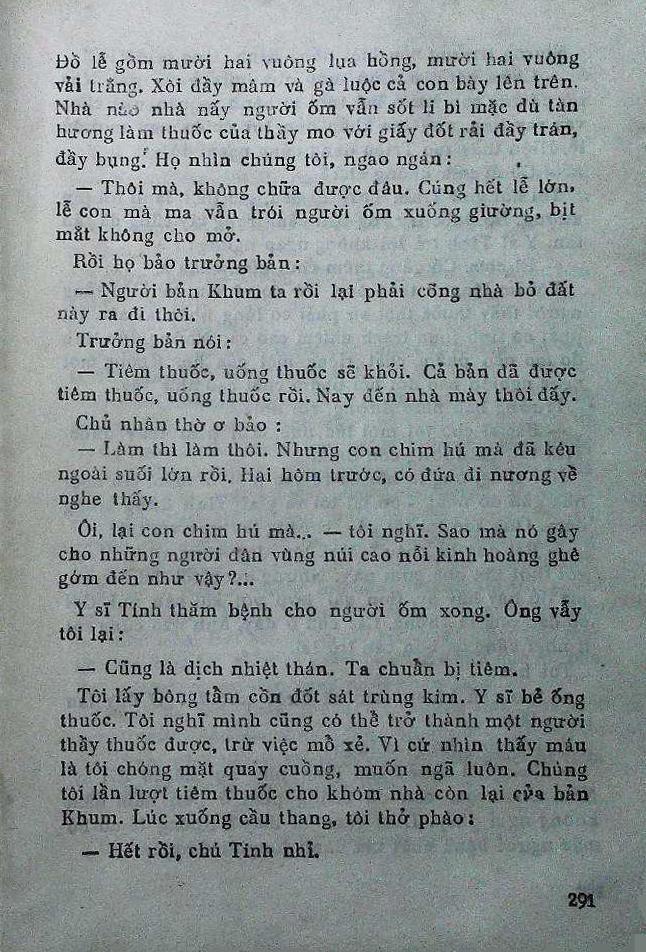 Đồ lễ gồm mười hai vuông lụa hồng, mười hai vuông
vải trắng. Xôi đầy mâm và gà luộc cả con bày lên trên.
Nhà nào nhà nấy người ốm vẫn sốt li bì mặc dù tàn
hương làm thuốc của thầy mo với giấy đốt rải đầy trán,
đầy bụng. Họ nhìn chúng tôi, ngao ngán:
— Thôi mà, không chữa được đâu. Cúng hết lễ lớn,
lễ con mà ma vẫn trói người ốm xuống giường, bịt
mắt không cho mở.
Rồi họ bảo trưởng bản:
— Người bản Khum ta rồi lại phải cõng nhà bỏ đất
này ra đi thôi.
Trưởng bản nói:
— Tiêm thuốc, uống thuốc sẽ khỏi. Cả bản đã được
tiêm thuốc, uống thuốc rồi. Nay đến nhà mày thôi đấy.
Chủ nhân thờ ơ bảo :
— Làm thì làm thôi. Nhưng con chim hú mà đã kêu
ngoài suối lớn rồi. Hai hôm trước, có đứa đi nương về
nghe thấy.
Ôi, lại con chim hú mà... — tôi nghĩ. Sao mà nó gây
cho những người dân vùng núi cao nỗi kinh hoàng ghê
gớm đến như vậy?...
Y sĩ Tính thăm bệnh cho người ốm xong. Ông vẫy
tôi lại:
— Cũng là dịch nhiệt thán. Ta chuẩn bị tiêm.
Tôi lấy bông tẩm cồn đốt sát trùng kim. Y sĩ bẻ ống
thuốc. Tôi nghĩ mình cũng có thể trở thành một người
thầy thuốc được, trừ việc mổ xẻ. Vì cứ nhìn thấy máu
là tôi chóng mặt quay cuồng, muốn ngã luôn. Chúng
tôi lần lượt tiêm thuốc cho khóm nhà còn lại của bản
Khum. Lúc xuống cầu thang, tôi thở phào:
— Hết rồi, chú Tính nhỉ.
291